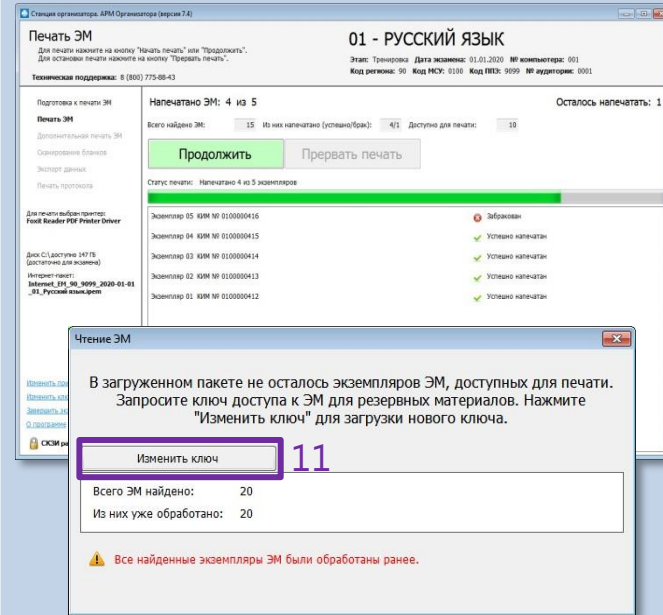 Станция организатора. АРМ Организатора (версия 7.4)
Печать ЭМ
Для печати нажмите на кнопку "Начать печать" или "Продолжить".
Для остановки печати нажмите на кнопку "Прервать печать".
Техническая поддержка: 8 (800) 775-88-43
01 - РУССКИЙ ЯЗЫК
Этап: Тренировка Дата экзамена: 01.01.2020 № компьютера: 001
Код региона: 90 Код МСУ: 0100 Код ППЭ: 9099 № аудитории: 0001
Подготовка к печати ЭМ
Печать ЭМ
Дополнительная печать ЭМ
Сканирование бланков
Экспорт данных
Печать протокола
Для печати выбран принтер:
Foxit Reader PDF Printer Driver
Диск C:\ доступно 147 ГБ
(достаточно для экзамена)
Интернет-пакет:
Internet_EM_90_9099_2020-01-01
_01_Русский язык.ipem
Изменить
Изменить
Завершить
О программе
СКЗИ
Напечатано ЭМ: 4 из 5
Осталось напечатать: 1
Всего найдено ЭМ: 15 Из них напечатано (успешно/брак): 4/1 Доступно для печати: 10
Продолжить Прервать печать
Статус печати: Напечатано 4 из 5 экземпляров
Экземпляр 05 КИМ № 0100000416 Забракован
Экземпляр 04 КИМ № 0100000415 Успешно напечатан
Экземпляр 03 КИМ № 0100000414 Успешно напечатан
Экземпляр 02 КИМ № 0100000413 Успешно напечатан
Экземпляр 01 КИМ № 0100000412 Успешно напечатан
Чтение ЭМ
В загруженном пакете не осталось экземпляров ЭМ, доступных для печати.
Запросите ключ доступа к ЭМ для резервных материалов. Нажмите
"Изменить ключ" для загрузки нового ключа.
Изменить ключ
11
Всего ЭМ найдено: 20
Из них уже обработано: 20
Все найденные экземпляры ЭМ были обработаны ранее.